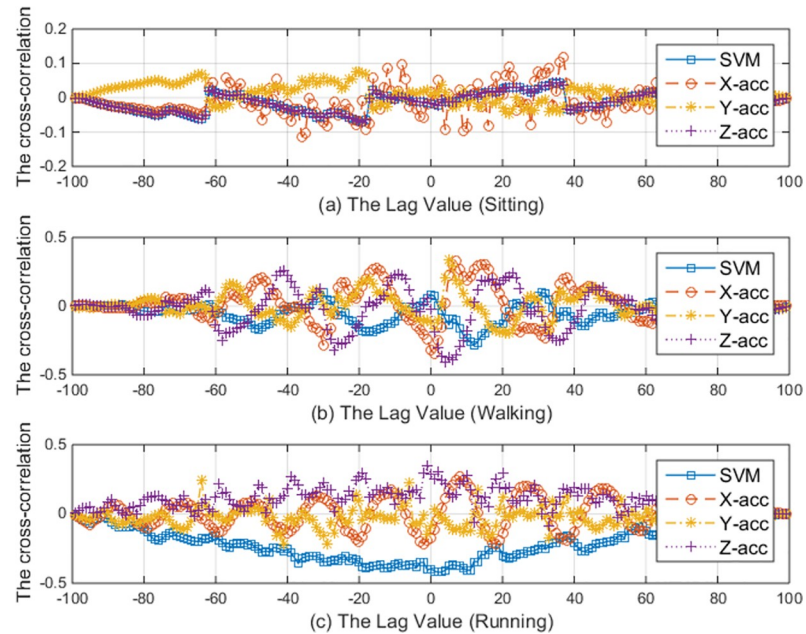 The cross-correlation
0.2
0.1
0
-0.1
-0.2
SVM
X-acc
Y-acc
Z-acc
-100 -80 -60 -40 -20 0 20 40 60 80 100
(a) The Lag Value (Sitting)
The cross-correlation
0.5
0
-0.5
SVM
X-acc
Y-acc
Z-acc
-100 -80 -60 -40 -20 0 20 40 60 80 100
(b) The Lag Value (Walking)
The cross-correlation
0.5
0
-0.5
SVM
X-acc
Y-acc
Z-acc
-100 -80 -60 -40 -20 0 20 40 60 80 100
(c) The Lag Value (Running)